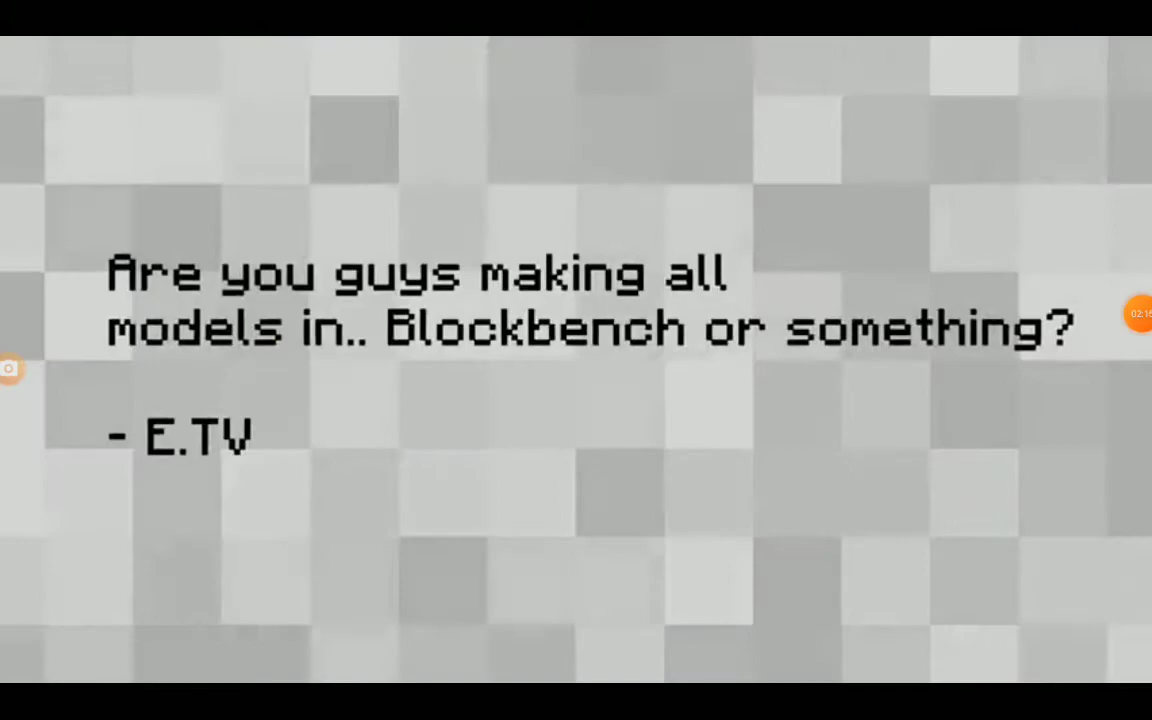 Are you guys making all
models in.. Blockbench or something?
- E.TV